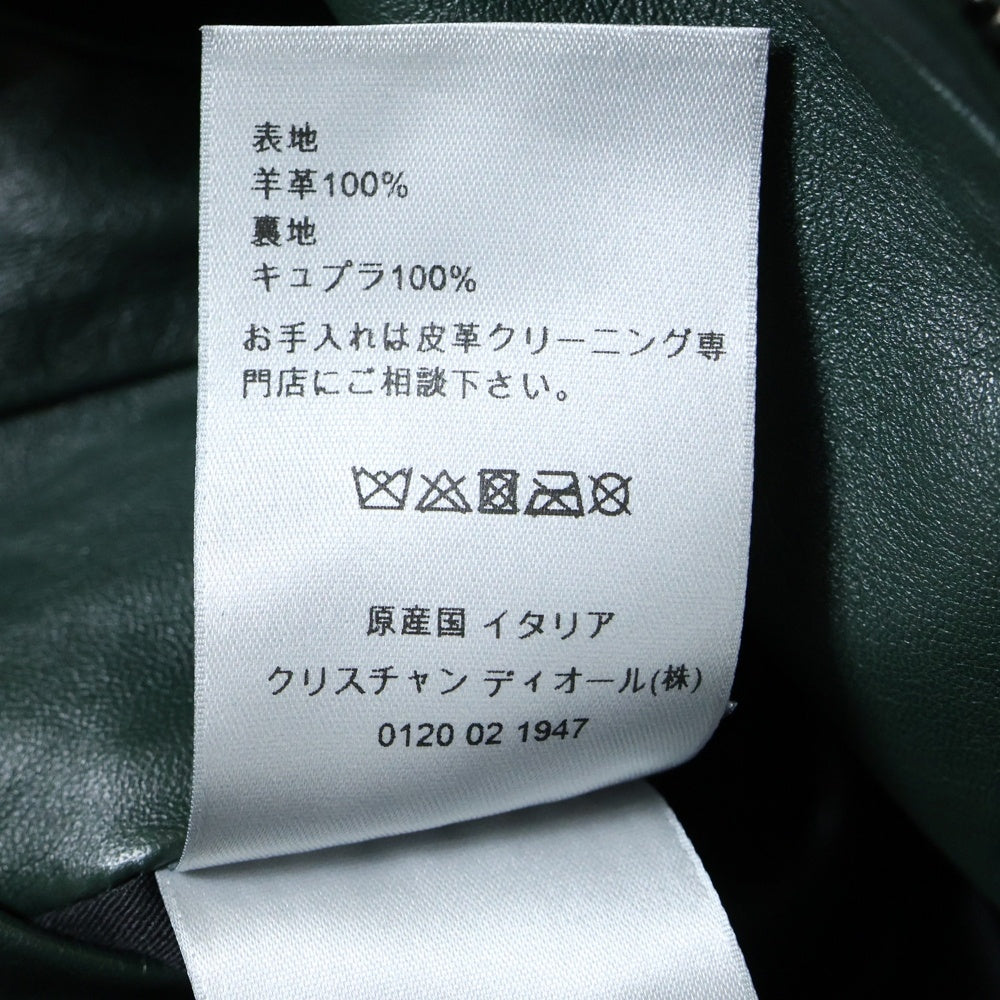 表地
羊革100%
裏地
キュプラ100%
お手入れは皮革クリーニング専
門店にご相談下さい。
原産国 イタリア
クリスチャン ディオール(株)
0120 02 1947